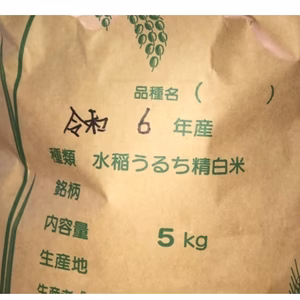 品種名（　　　）
令和 6 年産
種類 水稲うるち精白米
銘柄
内容量 5 kg
生産地